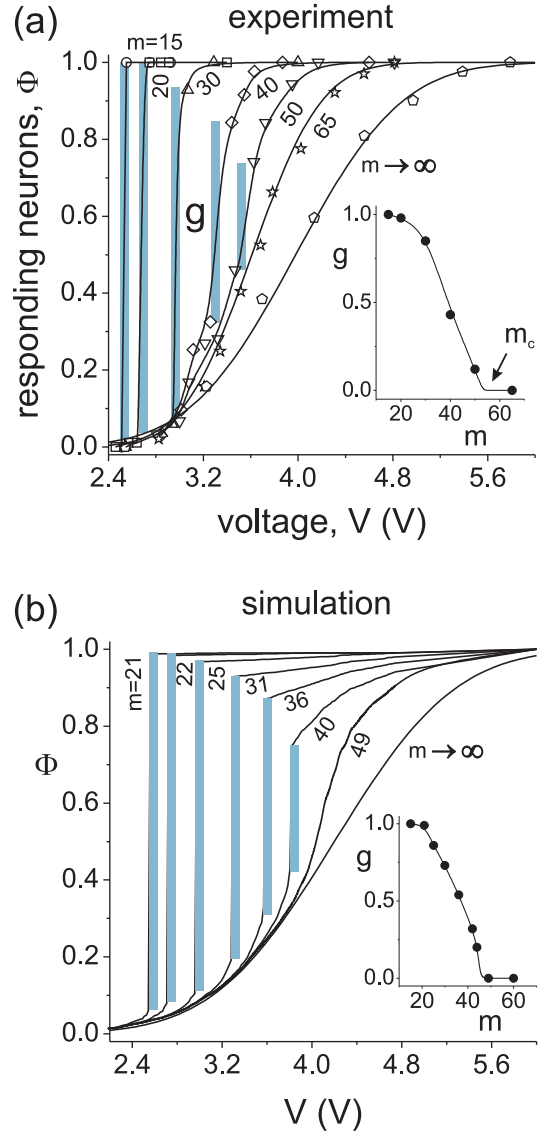 (a) experiment
m=15
20
30
40
50
65
m → ∞
g
responding neurons, Φ
1.0
0.8
0.6
0.4
0.2
0.0
2.4 3.2 4.0 4.8 5.6
voltage, V (V)
1.0
g
0.5
0.0
m_c
20 40 60
m
(b) simulation
m=21
22
25
31
36
40
49
m → ∞
Φ
1.0
0.8
0.6
0.4
0.2
0.0
2.4 3.2 4.0 4.8 5.6
V (V)
1.0
g
0.5
0.0
20 40 60
m